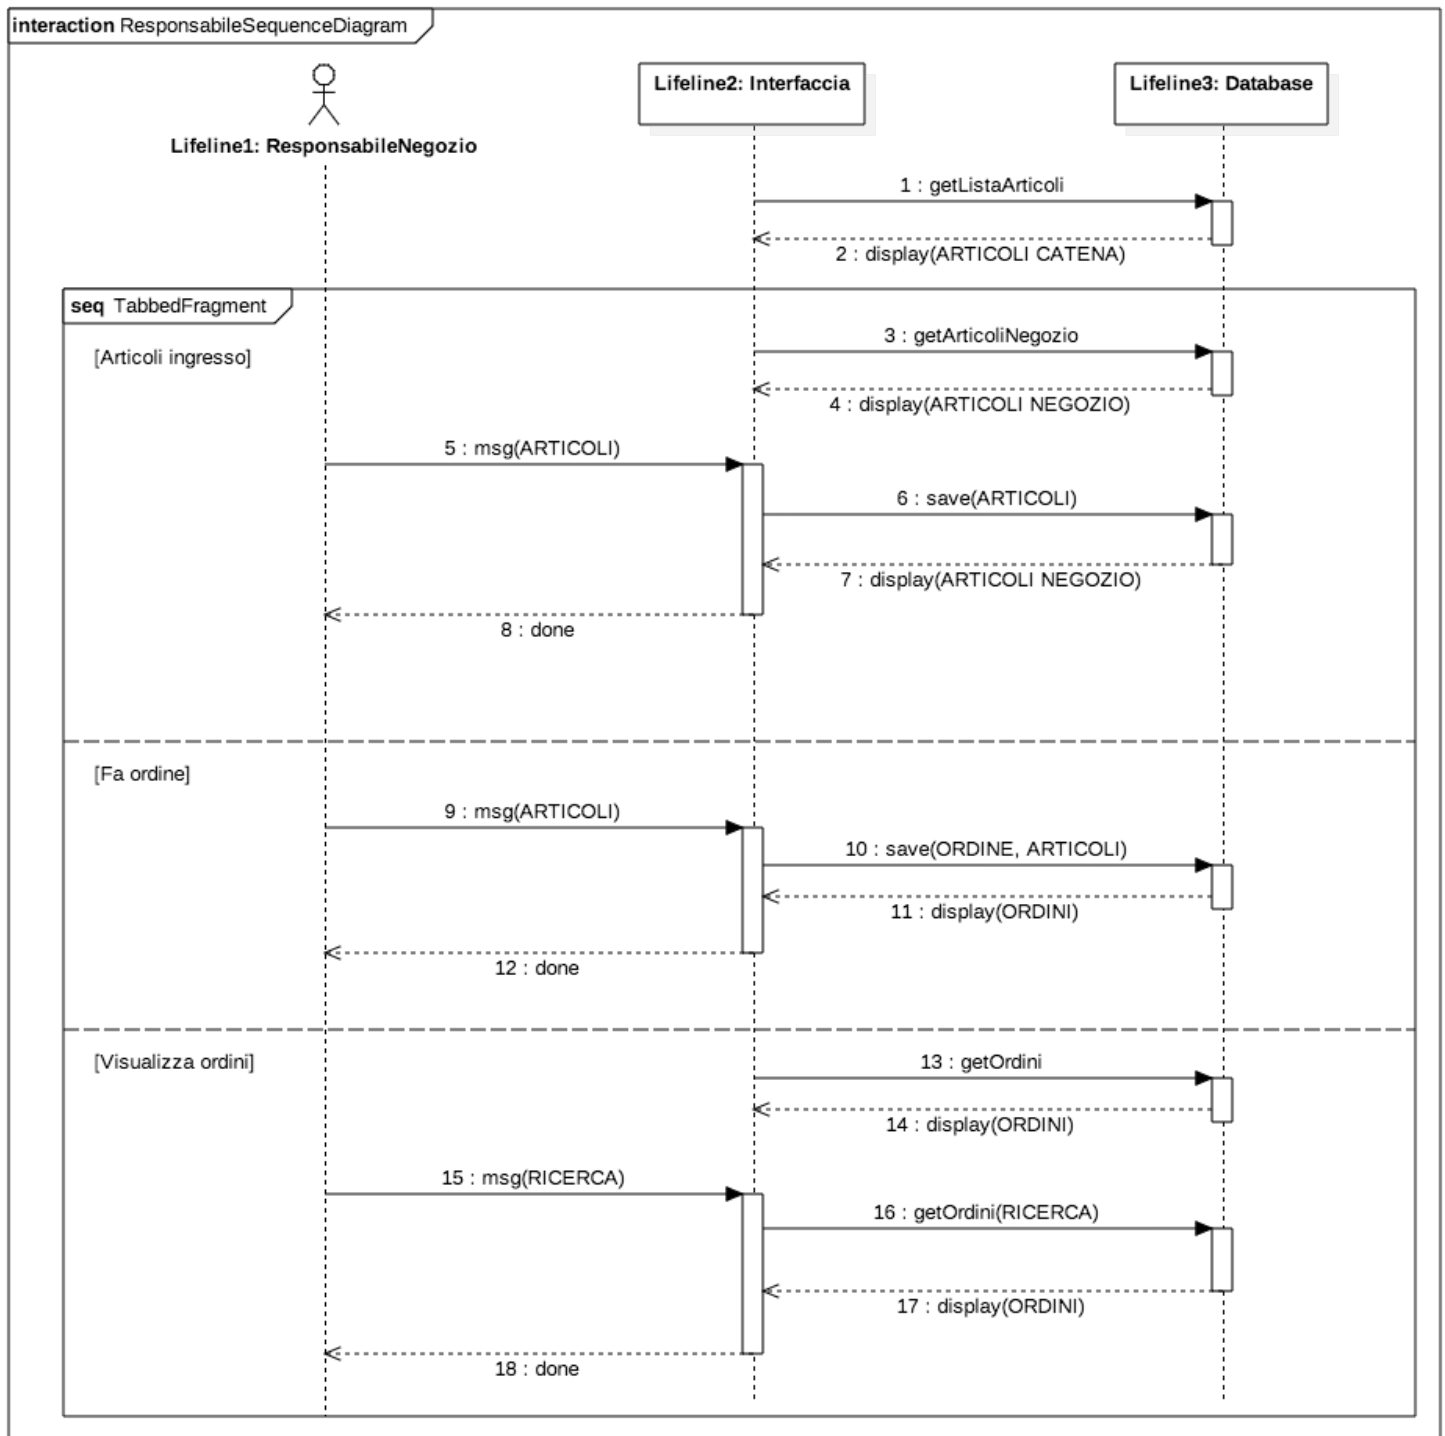 interaction ResponsabileSequenceDiagram
Lifeline1: ResponsabileNegozio
Lifeline2: Interfaccia
Lifeline3: Database
1 : getListaArticoli
2 : display(ARTICOLI CATENA)
seq TabbedFragment
[Articoli ingresso]
3 : getArticoliNegozio
4 : display(ARTICOLI NEGOZIO)
5 : msg(ARTICOLI)
6 : save(ARTICOLI)
7 : display(ARTICOLI NEGOZIO)
8 : done
[Fa ordine]
9 : msg(ARTICOLI)
10 : save(ORDINE, ARTICOLI)
11 : display(ORDINI)
12 : done
[Visualizza ordini]
13 : getOrdini
14 : display(ORDINI)
15 : msg(RICERCA)
16 : getOrdini(RICERCA)
17 : display(ORDINI)
18 : done